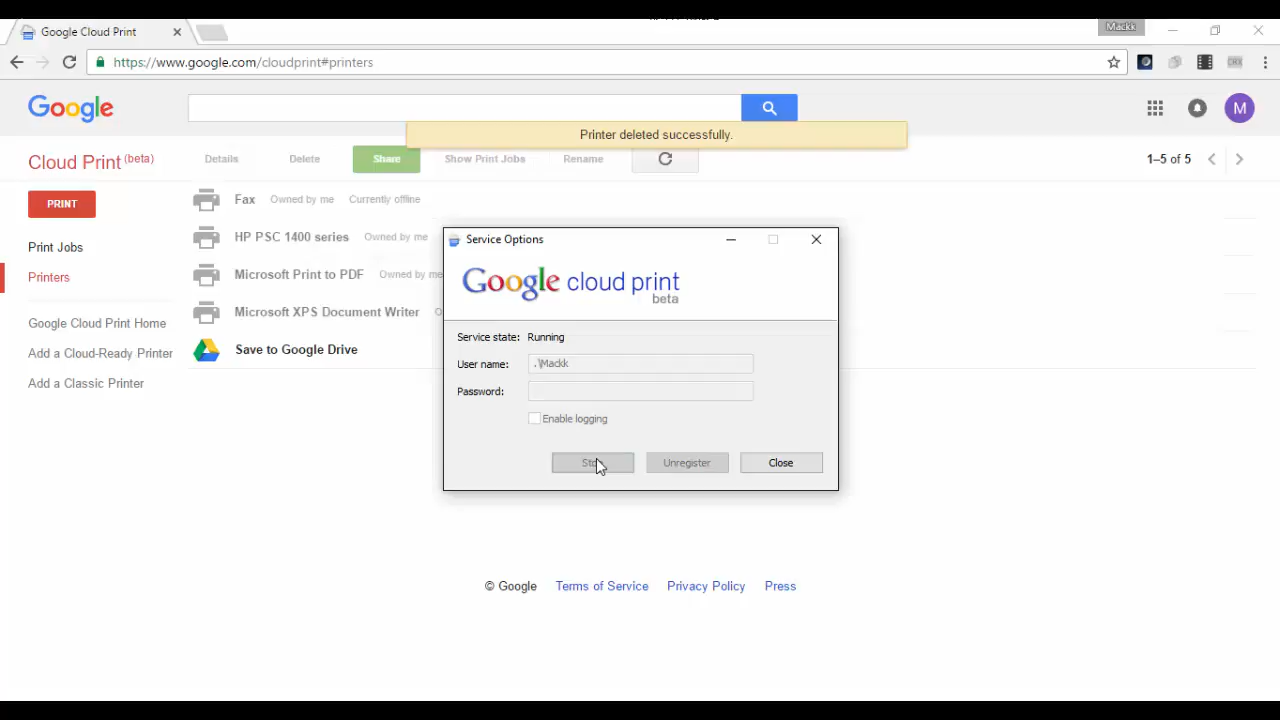 Google Cloud Print
Mackk
https://www.google.com/cloudprint#printers
Google
M
Printer deleted successfully.
Cloud Print (beta)
Details
Delete
Share
Show Print Jobs
Rename
1–5 of 5
PRINT
Print Jobs
Printers
Google Cloud Print Home
Add a Cloud-Ready Printer
Add a Classic Printer
Fax Owned by me Currently offline
HP PSC 1400 series Owned by me
Microsoft Print to PDF Owned by me
Microsoft XPS Document Writer
Save to Google Drive
Service Options
Google cloud print
beta
Service state: Running
User name: .\Mackk
Password:
Enable logging
Unregister
Close
© Google Terms of Service Privacy Policy Press